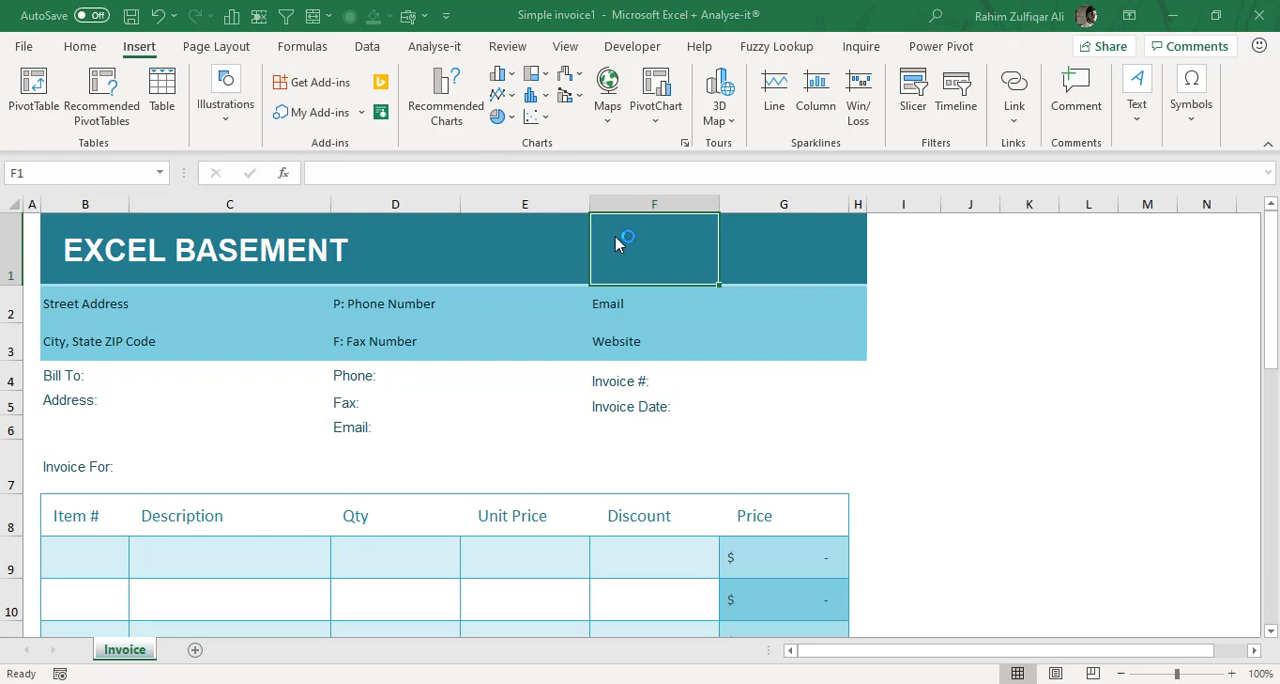 AutoSave Off Simple invoice1 - Microsoft Excel + Analyse-it® Rahim Zulfiqar Ali
File Home Insert Page Layout Formulas Data Analyse-it Review View Developer Help Fuzzy Lookup Inquire Power Pivot Share Comments
PivotTable Recommended PivotTables Table Illustrations Get Add-ins My Add-ins Recommended Charts Maps PivotChart 3D Map Line Column Win/Loss Slicer Timeline Link Comment Text Symbols
Tables Add-ins Charts Tours Sparklines Filters Links Comments
F1 fx
A B C D E F G H I J K L M N
1 EXCEL BASEMENT
2 Street Address P: Phone Number Email
3 City, State ZIP Code F: Fax Number Website
4 Bill To: Phone: Invoice #:
5 Address: Fax: Invoice Date:
6 Email:
7 Invoice For:
8 Item # Description Qty Unit Price Discount Price
9 $ -
10 $ -
Invoice
Ready 100%